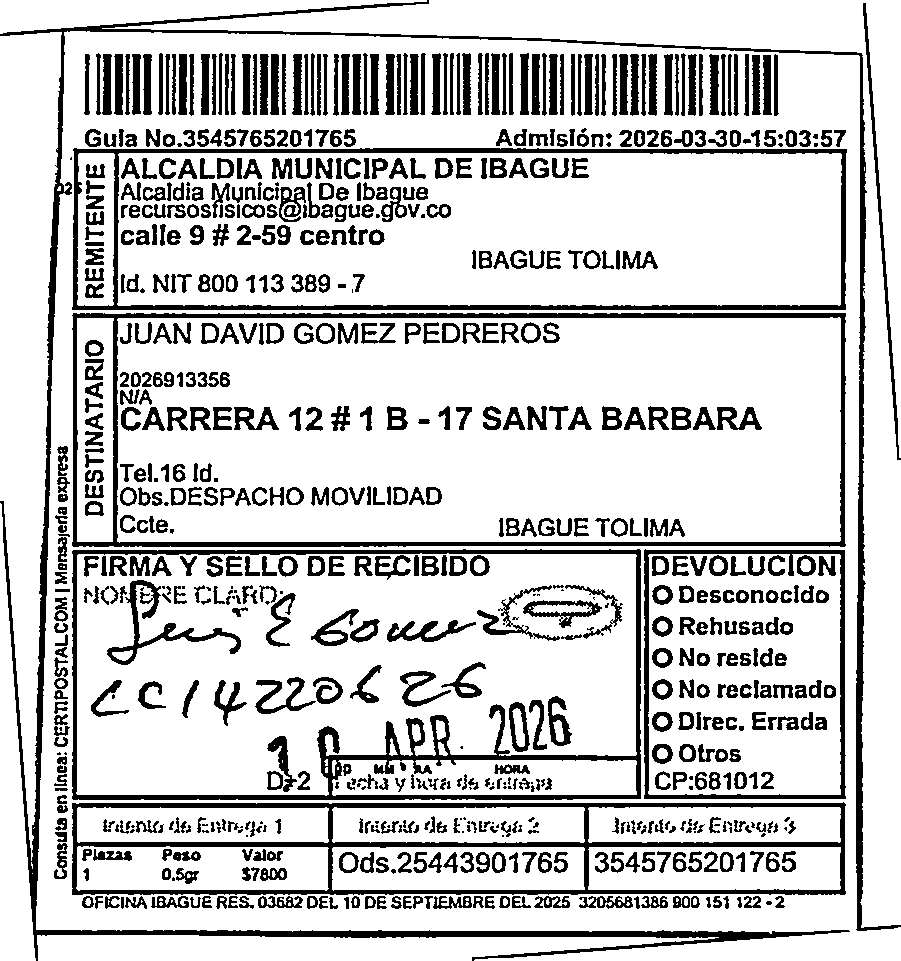 Guia No.3545765201765 Admisión: 2026-03-30-15:03:57
REMITENTE
ALCALDIA MUNICIPAL DE IBAGUE
Alcaldia Municipal De Ibague
recursosfisicos@ibague.gov.co
calle 9 # 2-59 centro
IBAGUE TOLIMA
Id. NIT 800 113 389 - 7
DESTINATARIO
JUAN DAVID GOMEZ PEDREROS
2026913356
N/A
CARRERA 12 # 1 B - 17 SANTA BARBARA
Tel.16 Id.
Obs.DESPACHO MOVILIDAD
Ccte. IBAGUE TOLIMA
Consulta en línea: CERTIPOSTAL.COM | Mensajería expresa
FIRMA Y SELLO DE RECIBIDO
NOMBRE CLARO:
Luis E Gomez
CC 14220626
APR. 2026
D+2
HORA
Fecha y hora de entrega
DEVOLUCION
Desconocido
Rehusado
No reside
No reclamado
Direc. Errada
Otros
CP:681012
Intento de Entrega 1 Intento de Entrega 2 Intento de Entrega 3
Piezas Peso Valor
1 0.5gr $7800
Ods.25443901765 3545765201765
OFICINA IBAGUE RES. 03682 DEL 10 DE SEPTIEMBRE DEL 2025 3205681386 900 151 122 - 2